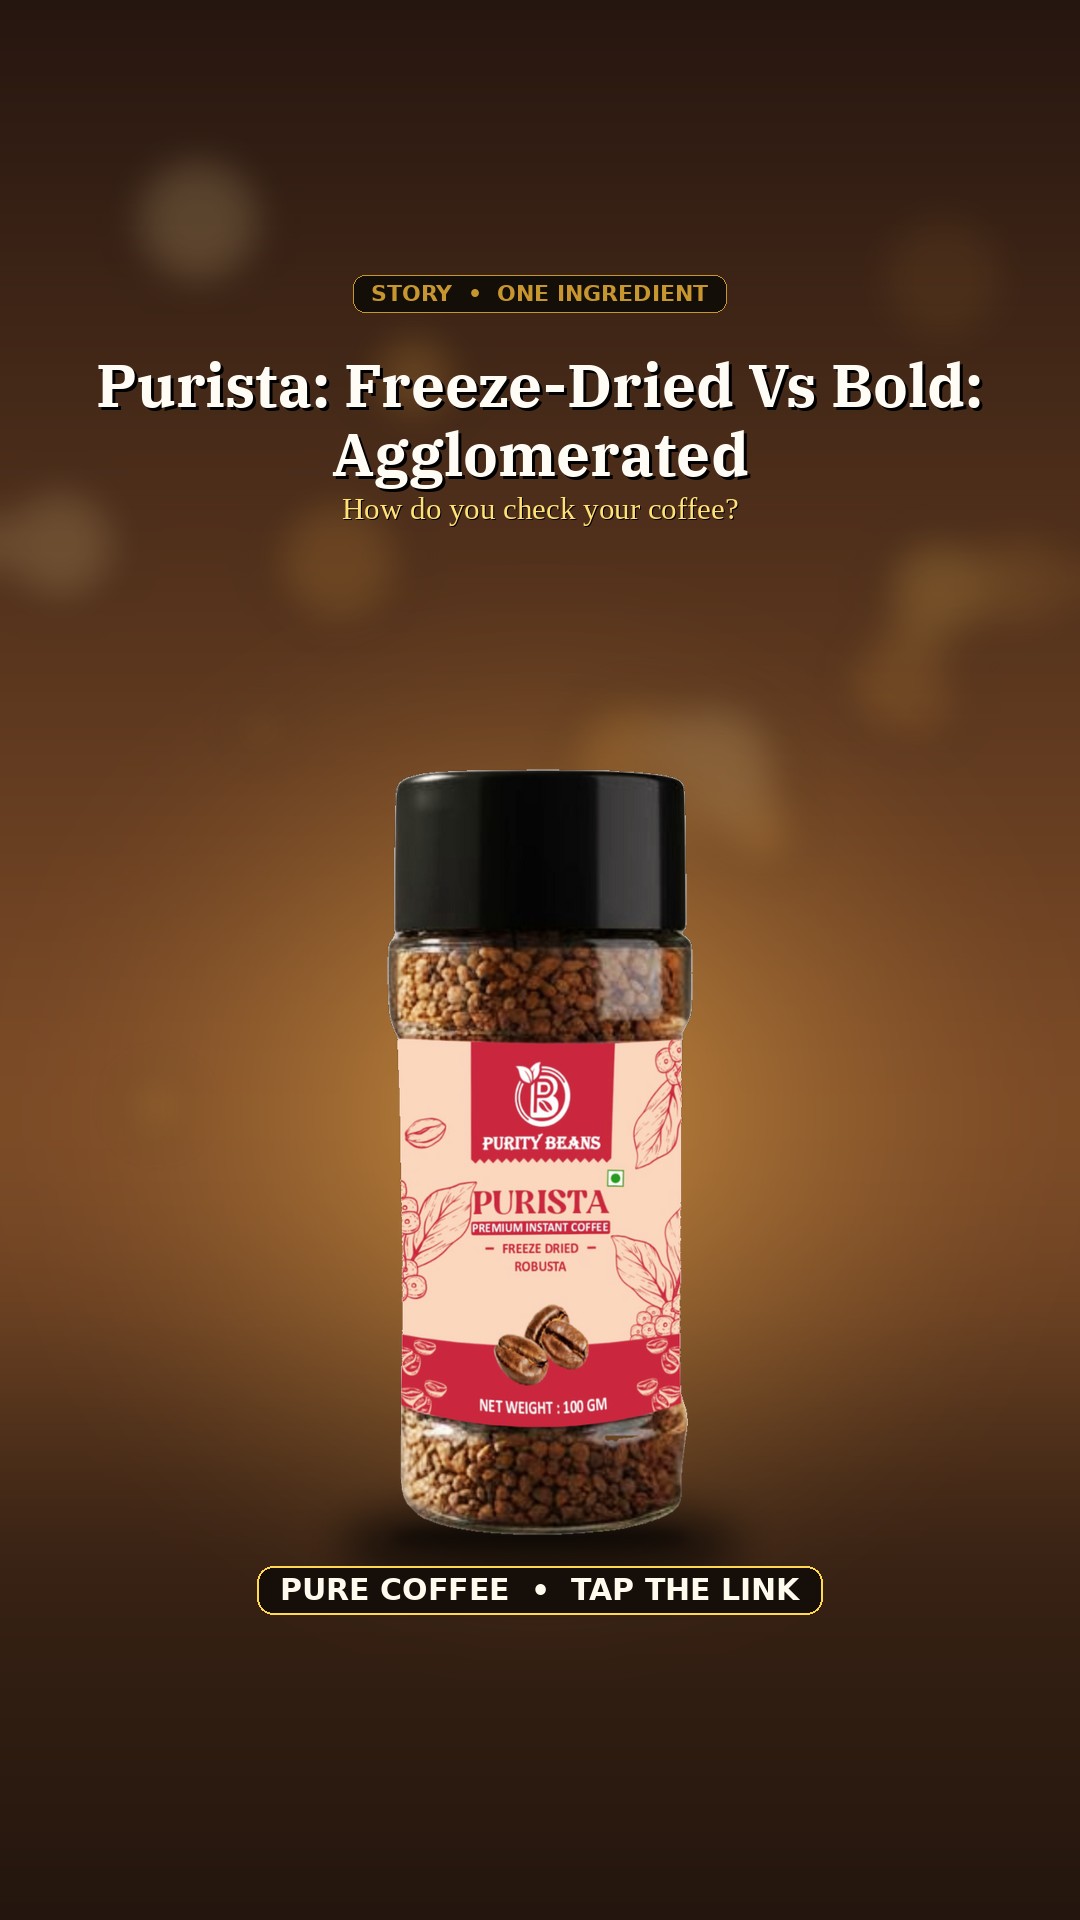 STORY • ONE INGREDIENT
Purista: Freeze-Dried Vs Bold:
Agglomerated
How do you check your coffee?
PURITY BEANS
PURISTA
PREMIUM INSTANT COFFEE
– FREEZE DRIED –
ROBUSTA
NET WEIGHT : 100 GM
PURE COFFEE • TAP THE LINK